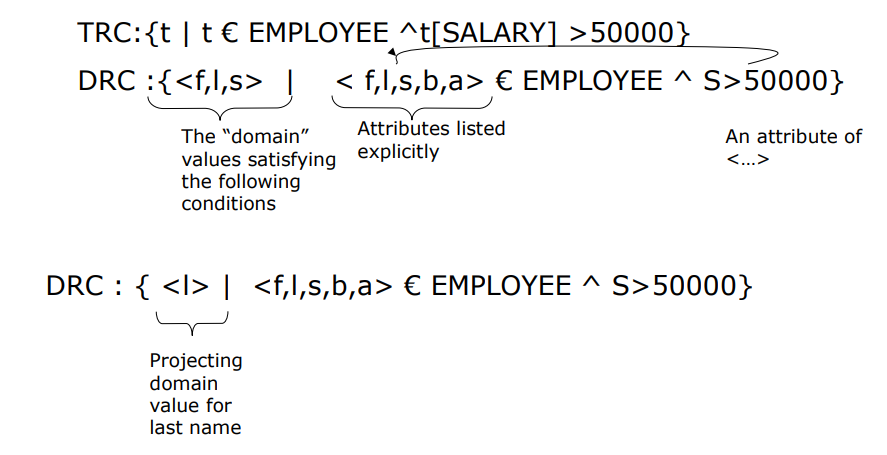 TRC:{t | t € EMPLOYEE ^t[SALARY] >50000}
DRC :{<f,l,s> | < f,l,s,b,a> € EMPLOYEE ^ S>50000}
The “domain”
values satisfying
the following
conditions
Attributes listed
explicitly
An attribute of
<…>
DRC : { <l> | <f,l,s,b,a> € EMPLOYEE ^ S>50000}
Projecting
domain
value for
last name